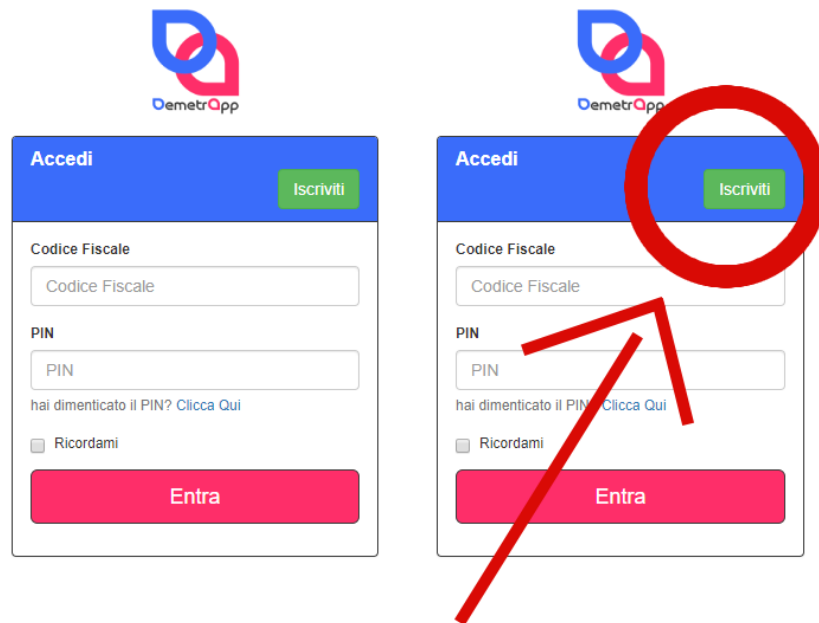 DemetrApp
Accedi
Iscriviti
Codice Fiscale
Codice Fiscale
PIN
PIN
hai dimenticato il PIN? Clicca Qui
Ricordami
Entra
DemetrApp
Accedi
Iscriviti
Codice Fiscale
Codice Fiscale
PIN
PIN
hai dimenticato il PIN? Clicca Qui
Ricordami
Entra